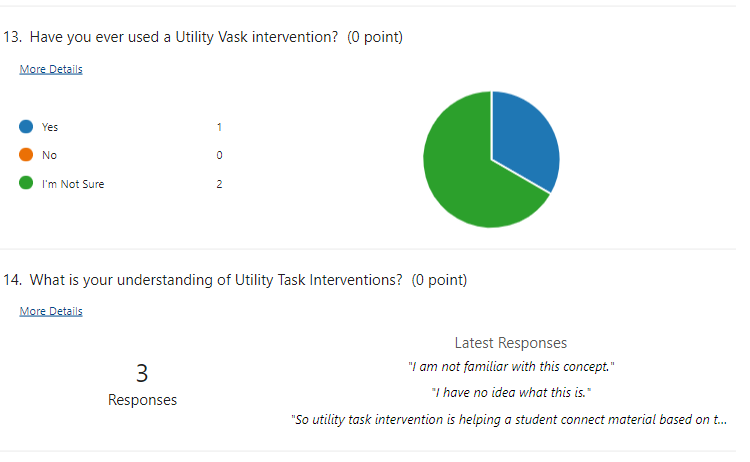 13. Have you ever used a Utility Vask intervention? (0 point)
More Details
Yes 1
No 0
I'm Not Sure 2
14. What is your understanding of Utility Task Interventions? (0 point)
More Details
3
Responses
Latest Responses
"I am not familiar with this concept."
"I have no idea what this is."
"So utility task intervention is helping a student connect material based on t...